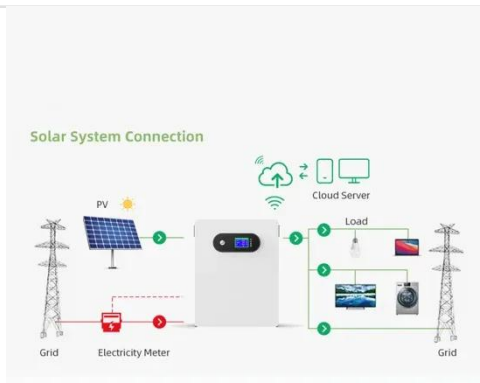 Solar System Connection
Cloud Server
PV
Load
Grid
Electricity Meter
Grid